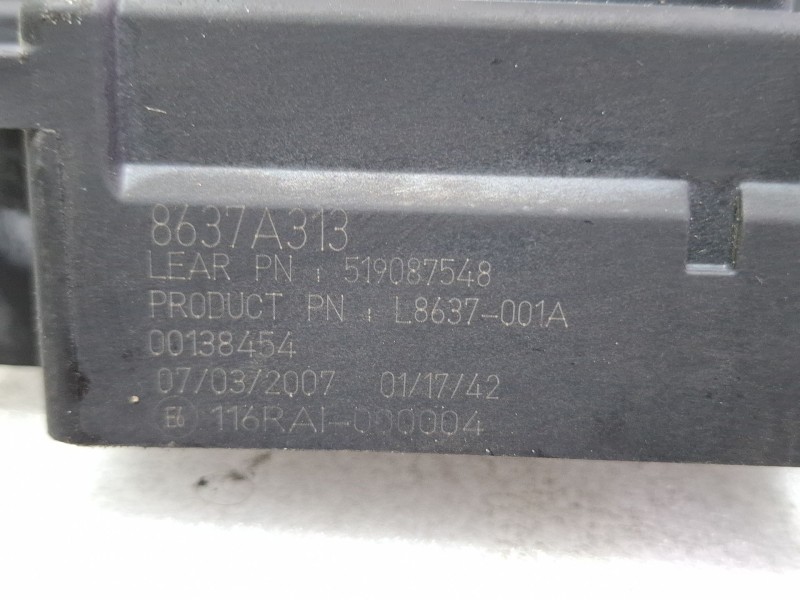 8637A313
LEAR PN : 519087548
PRODUCT PN : L8637-001A
00138454
07/03/2007 01/17/42
E6 116RAI-000004